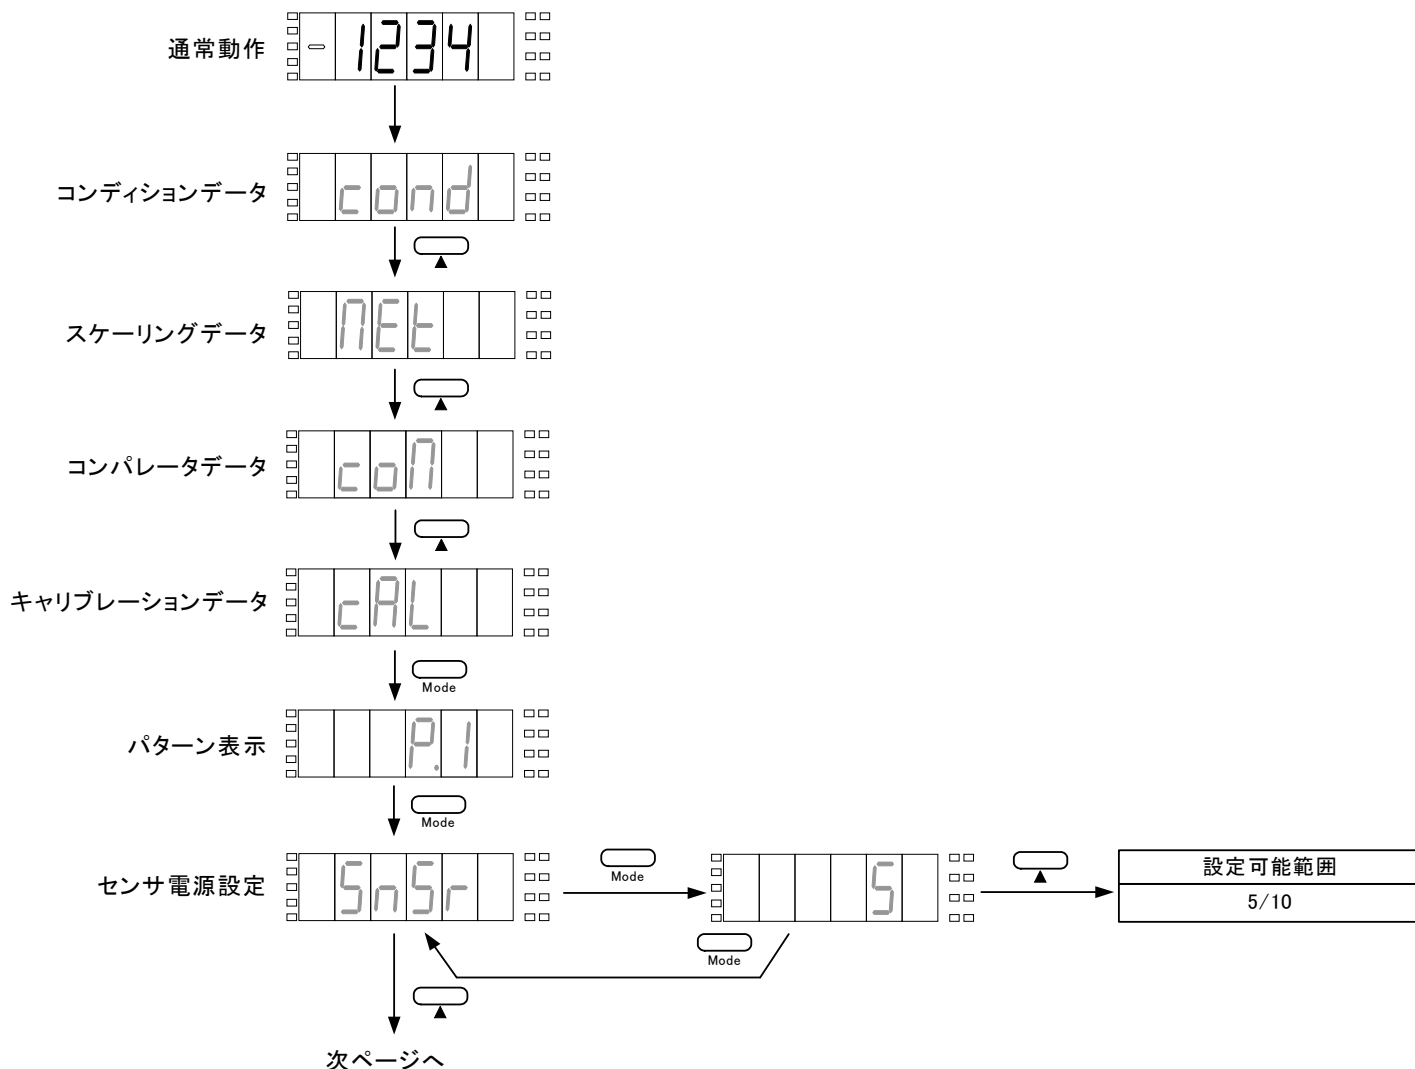 通常動作
- 1234
コンディションデータ
cond
▲
スケーリングデータ
MEt
▲
コンパレータデータ
coM
▲
キャリブレーションデータ
cAL
Mode
パターン表示
P.1
Mode
センサ電源設定
SnSr
Mode
5
▲
設定可能範囲
5/10
Mode
▲
次ページへ